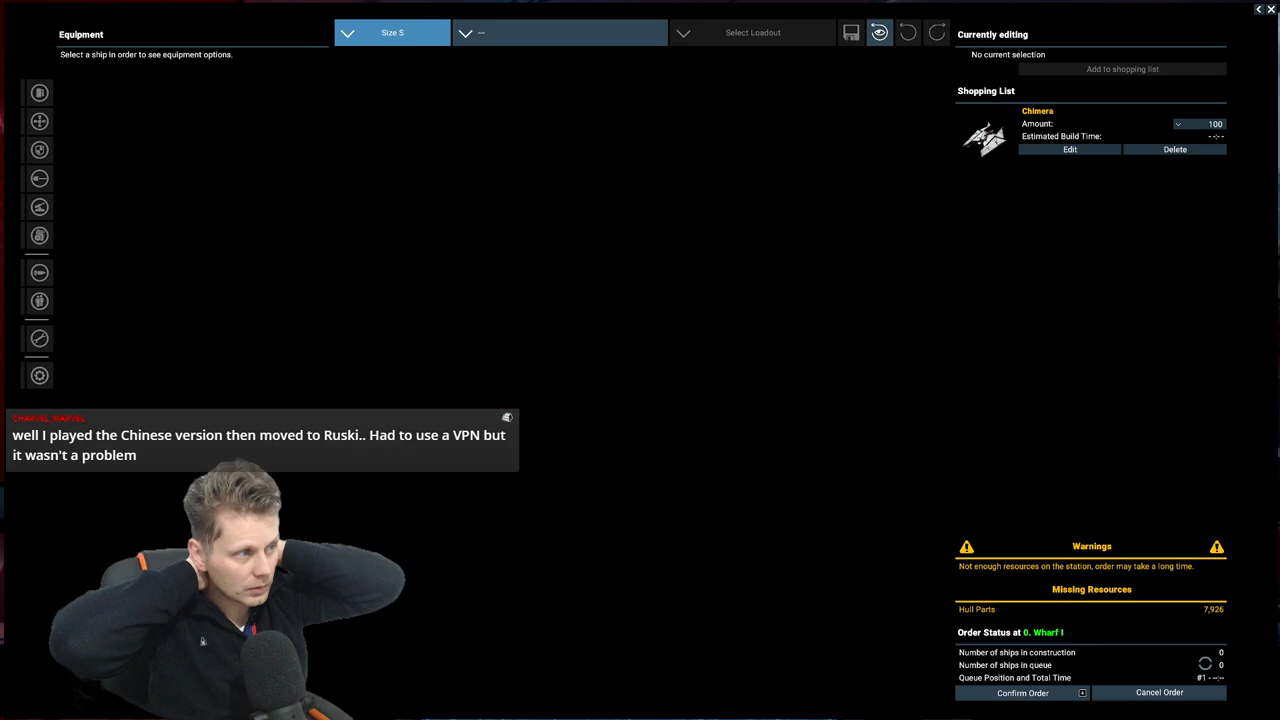 Equipment
Select a ship in order to see equipment options.
Size S
---
Select Loadout
Currently editing
No current selection
Add to shopping list
Shopping List
Chimera
Amount: 100
Estimated Build Time: --:--
Edit Delete
CHARVEL_MARVEL
well I played the Chinese version then moved to Ruski.. Had to use a VPN but
it wasn't a problem
Warnings
Not enough resources on the station, order may take a long time.
Missing Resources
Hull Parts 7,926
Order Status at 0. Wharf I
Number of ships in construction 0
Number of ships in queue 0
Queue Position and Total Time #1 - --:--
Confirm Order Cancel Order